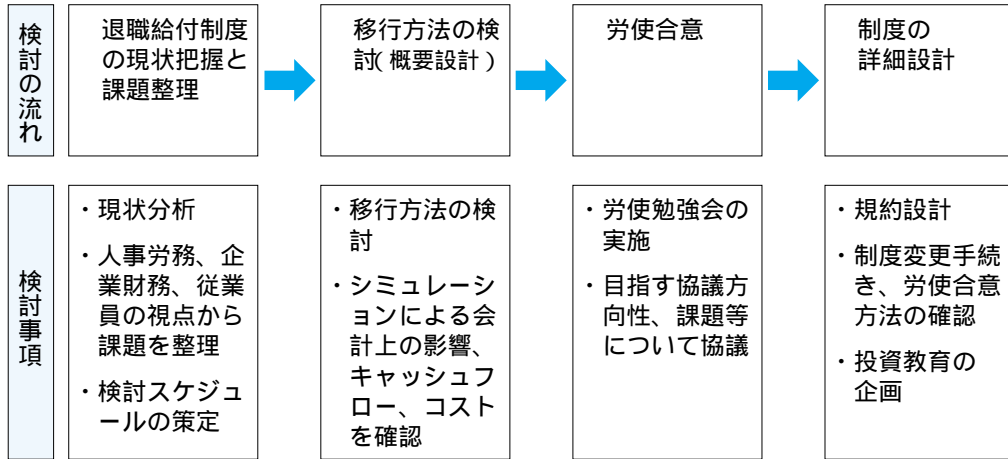 検討の流れ
退職給付制度
の現状把握と
課題整理
移行方法の検
討(概要設計)
労使合意
制度の
詳細設計
検討事項
・現状分析
・人事労務、企
業財務、従業
員の視点から
課題を整理
・検討スケジュ
ールの策定
・移行方法の検
討
・シミュレーシ
ョンによる会
計上の影響、
キャッシュフ
ロー、コスト
を確認
・労使勉強会の
実施
・目指す協議方
向性、課題等
について協議
・規約設計
・制度変更手続
き、労使合意
方法の確認
・投資教育の
企画